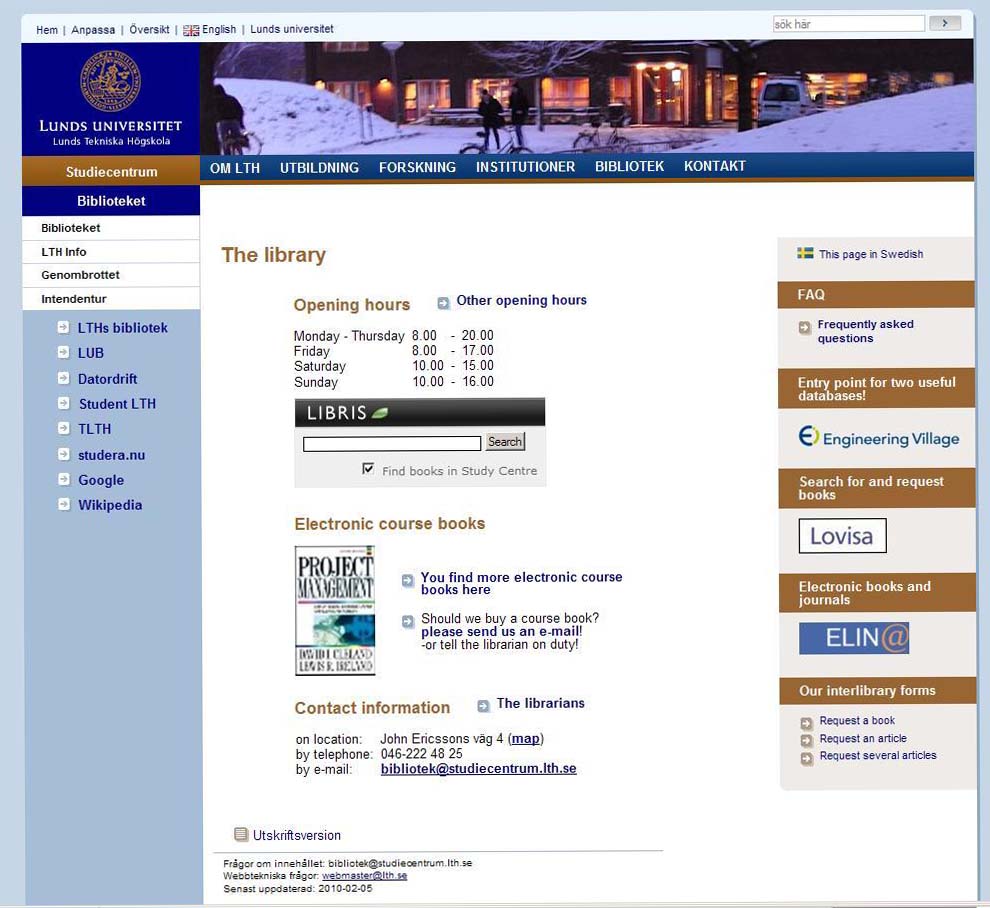 Hem | Anpassa | Översikt | English | Lunds universitet
sök här
LUNDS UNIVERSITET
Lunds Tekniska Högskola
Studiecentrum
OM LTH UTBILDNING FORSKNING INSTITUTIONER BIBLIOTEK KONTAKT
Biblioteket
Biblioteket
LTH Info
Genombrottet
Intendentur
LTHs bibliotek
LUB
Datordrift
Student LTH
TLTH
studera.nu
Google
Wikipedia
The library
Opening hours
Other opening hours
Monday - Thursday 8.00 - 20.00
Friday 8.00 - 17.00
Saturday 10.00 - 15.00
Sunday 10.00 - 16.00
LIBRIS
Search
Find books in Study Centre
Electronic course books
PROJECT
MANAGEMENT
DAVID I. CLELAND
LEWIS R. IRELAND
You find more electronic course
books here
Should we buy a course book?
please send us an e-mail!
-or tell the librarian on duty!
Contact information
The librarians
on location: John Ericssons väg 4 (map)
by telephone: 046-222 48 25
by e-mail: bibliotek@studiecentrum.lth.se
Utskriftsversion
Frågor om innehållet: bibliotek@studiecentrum.lth.se
Webbtekniska frågor: webmaster@lth.se
Senast uppdaterad: 2010-02-05
This page in Swedish
FAQ
Frequently asked
questions
Entry point for two useful
databases!
Engineering Village
Search for and request
books
Lovisa
Electronic books and
journals
ELIN@
Our interlibrary forms
Request a book
Request an article
Request several articles